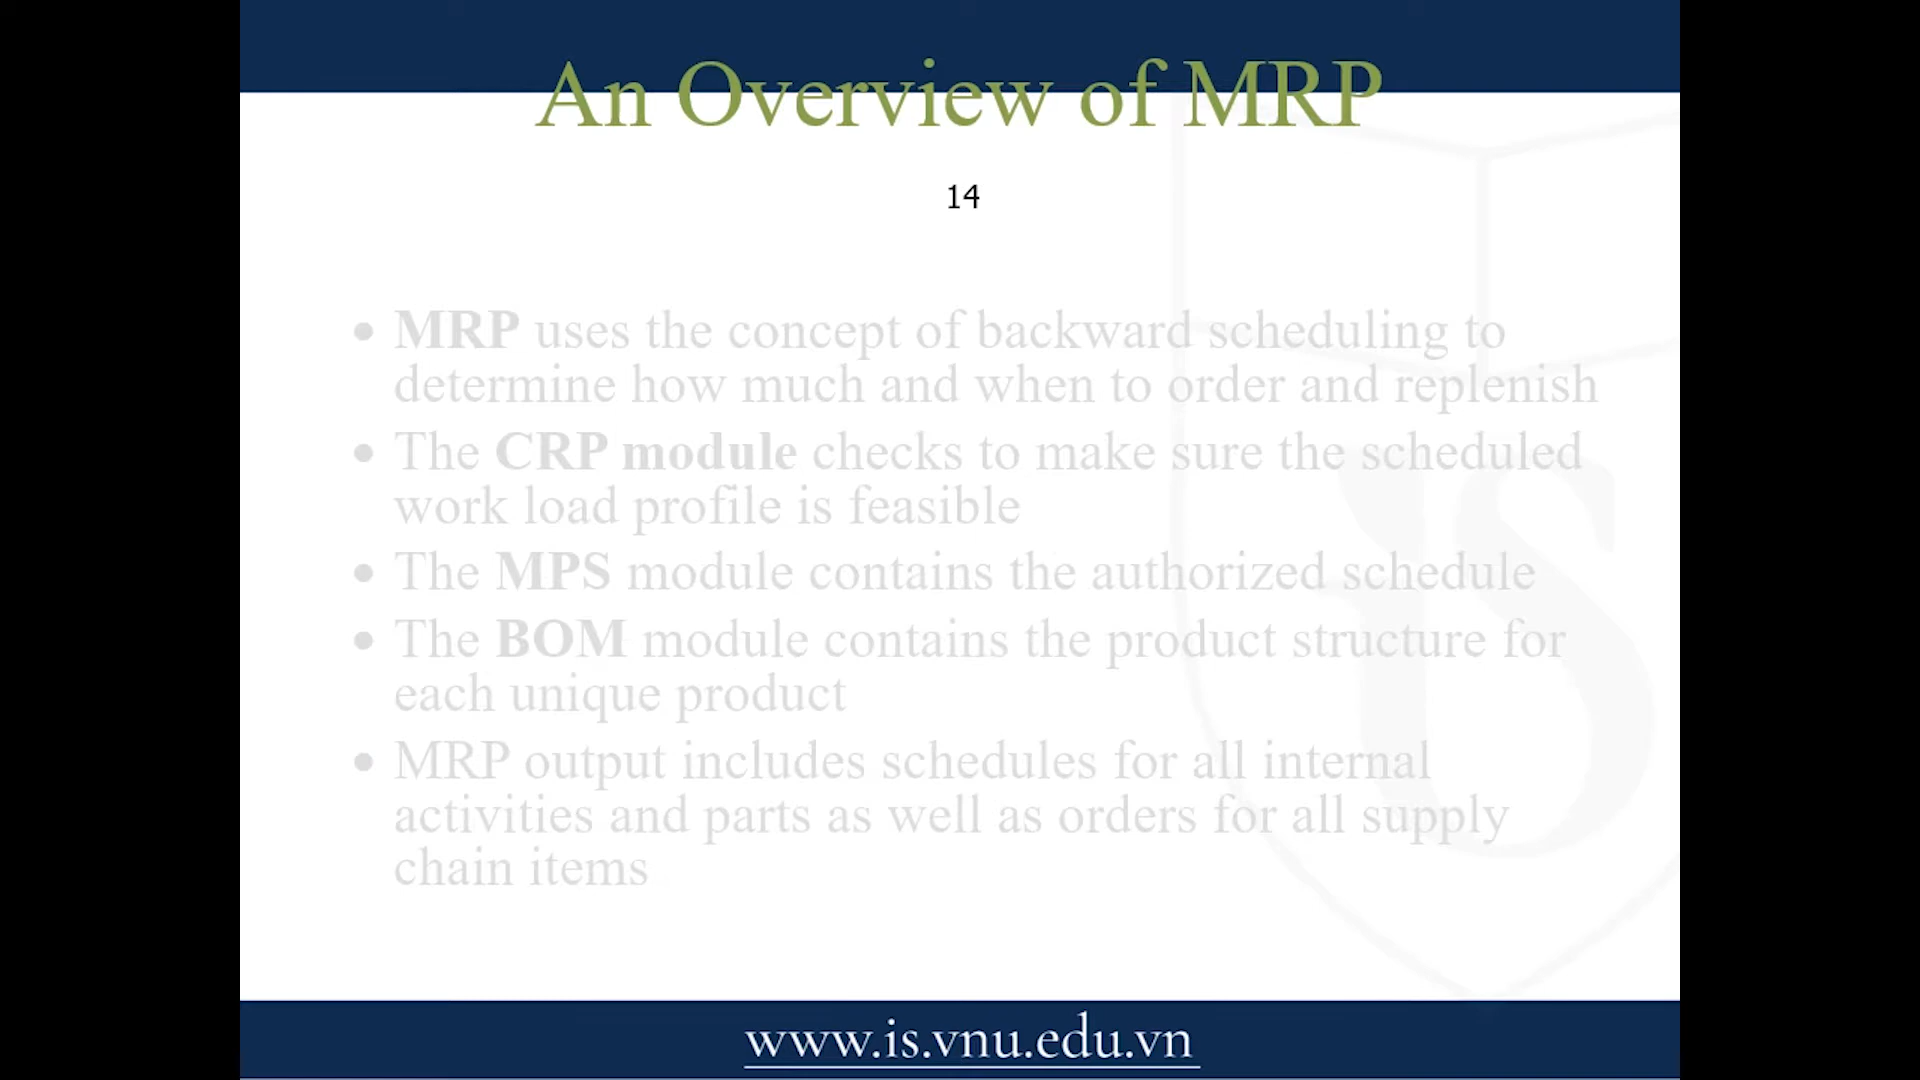 An Overview of MRP
14
• MRP uses the concept of backward scheduling to
determine how much and when to order and replenish
• The CRP module checks to make sure the scheduled
work load profile is feasible
• The MPS module contains the authorized schedule
• The BOM module contains the product structure for
each unique product
• MRP output includes schedules for all internal
activities and parts as well as orders for all supply
chain items
iS
www.is.vnu.edu.vn